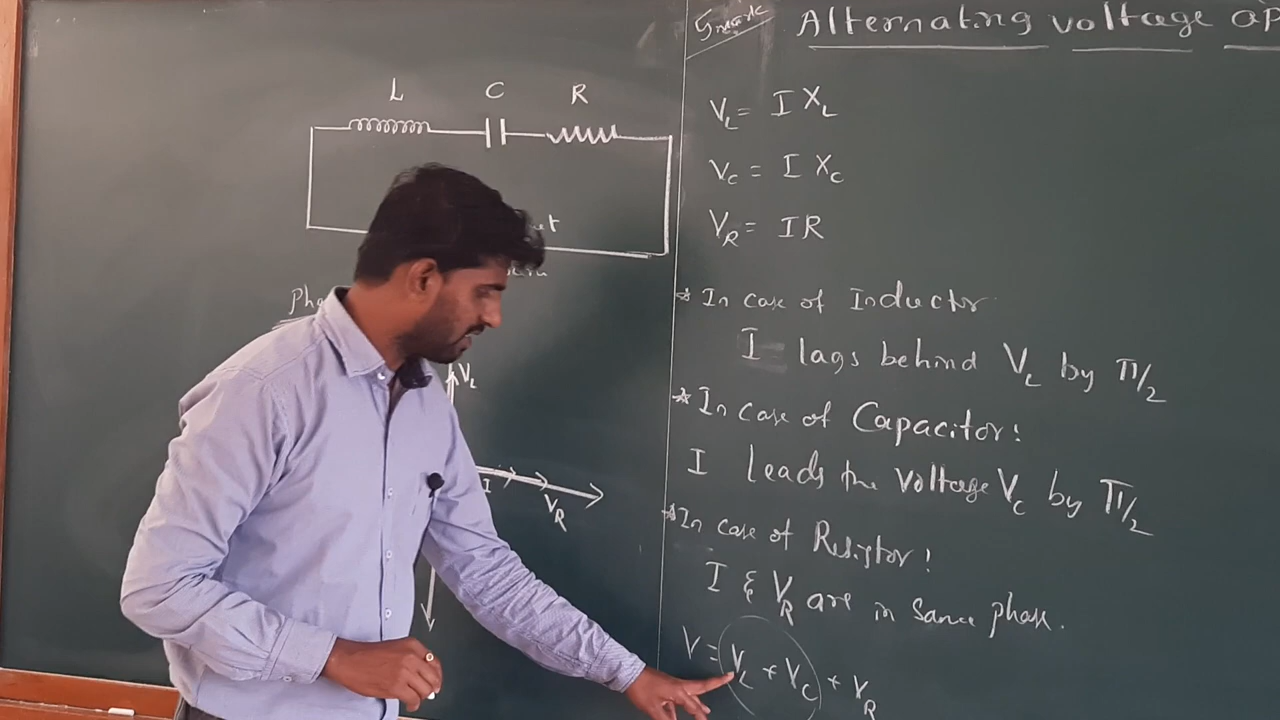 L C R
V_L
I
V_R
5mark
Alternating voltage
V_L = I X_L
V_C = I X_C
V_R = IR
* In case of Inductor
I lags behind V_L by π/2
* In case of Capacitor!
I leads the voltage V_C by π/2
* In case of Resistor!
I & V_R are in same phase.
V = V_L + V_C + V_R